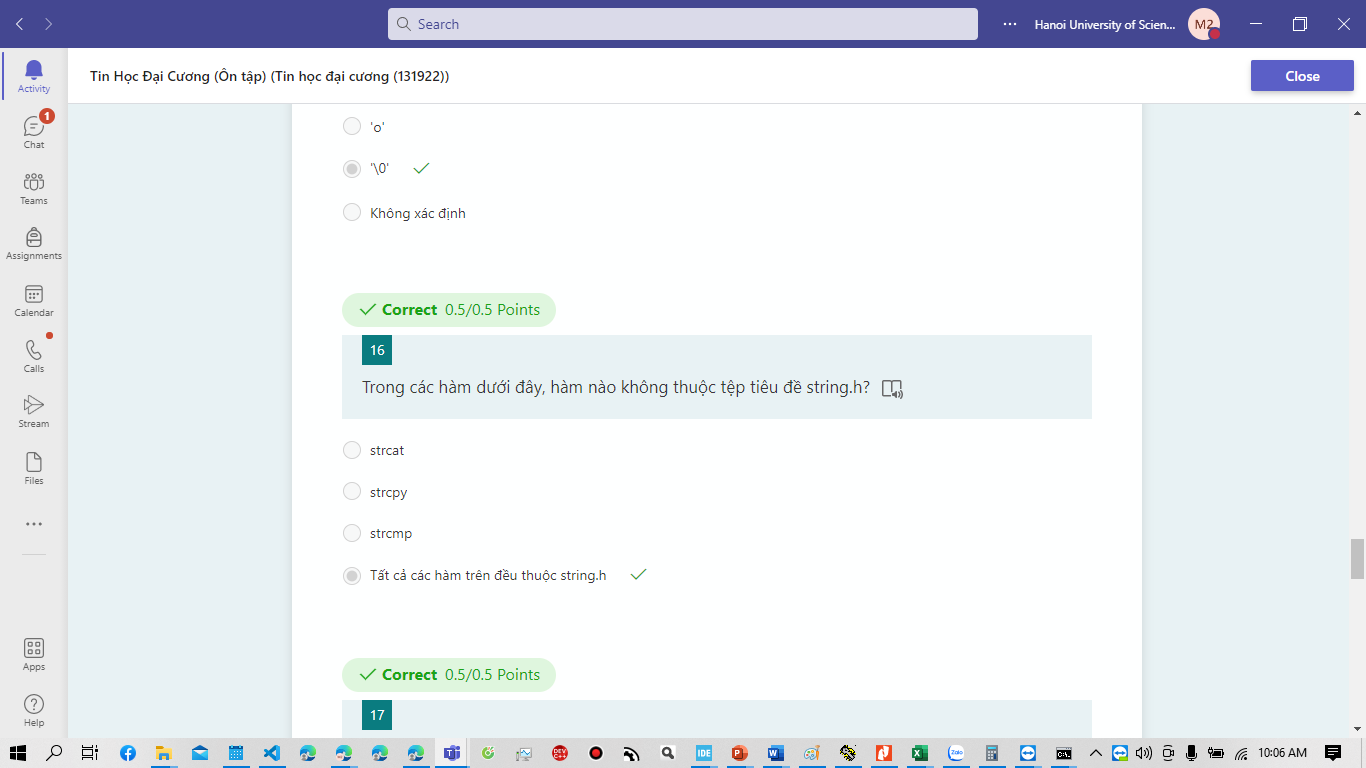 Search
Hanoi University of Scien...
M2
Activity
1
Chat
Teams
Assignments
Calendar
Calls
Stream
Files
Apps
Help
Tin Học Đại Cương (Ôn tập) (Tin học đại cương (131922))
Close
'o'
'\0'
Không xác định
Correct 0.5/0.5 Points
16
Trong các hàm dưới đây, hàm nào không thuộc tệp tiêu đề string.h?
strcat
strcpy
strcmp
Tất cả các hàm trên đều thuộc string.h
Correct 0.5/0.5 Points
17
10:06 AM